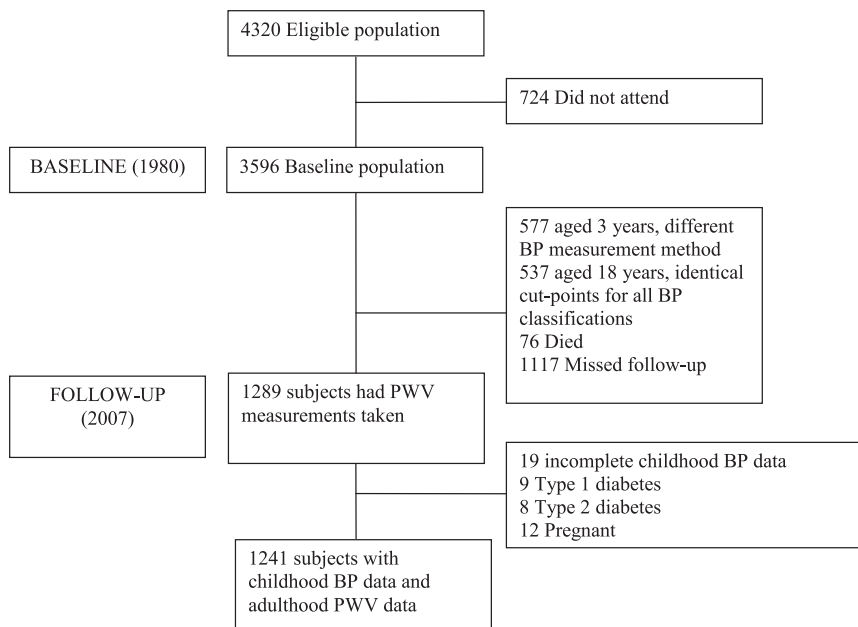 4320 Eligible population
724 Did not attend
BASELINE (1980)
3596 Baseline population
577 aged 3 years, different
BP measurement method
537 aged 18 years, identical
cut-points for all BP
classifications
76 Died
1117 Missed follow-up
FOLLOW-UP
(2007)
1289 subjects had PWV
measurements taken
19 incomplete childhood BP data
9 Type 1 diabetes
8 Type 2 diabetes
12 Pregnant
1241 subjects with
childhood BP data and
adulthood PWV data